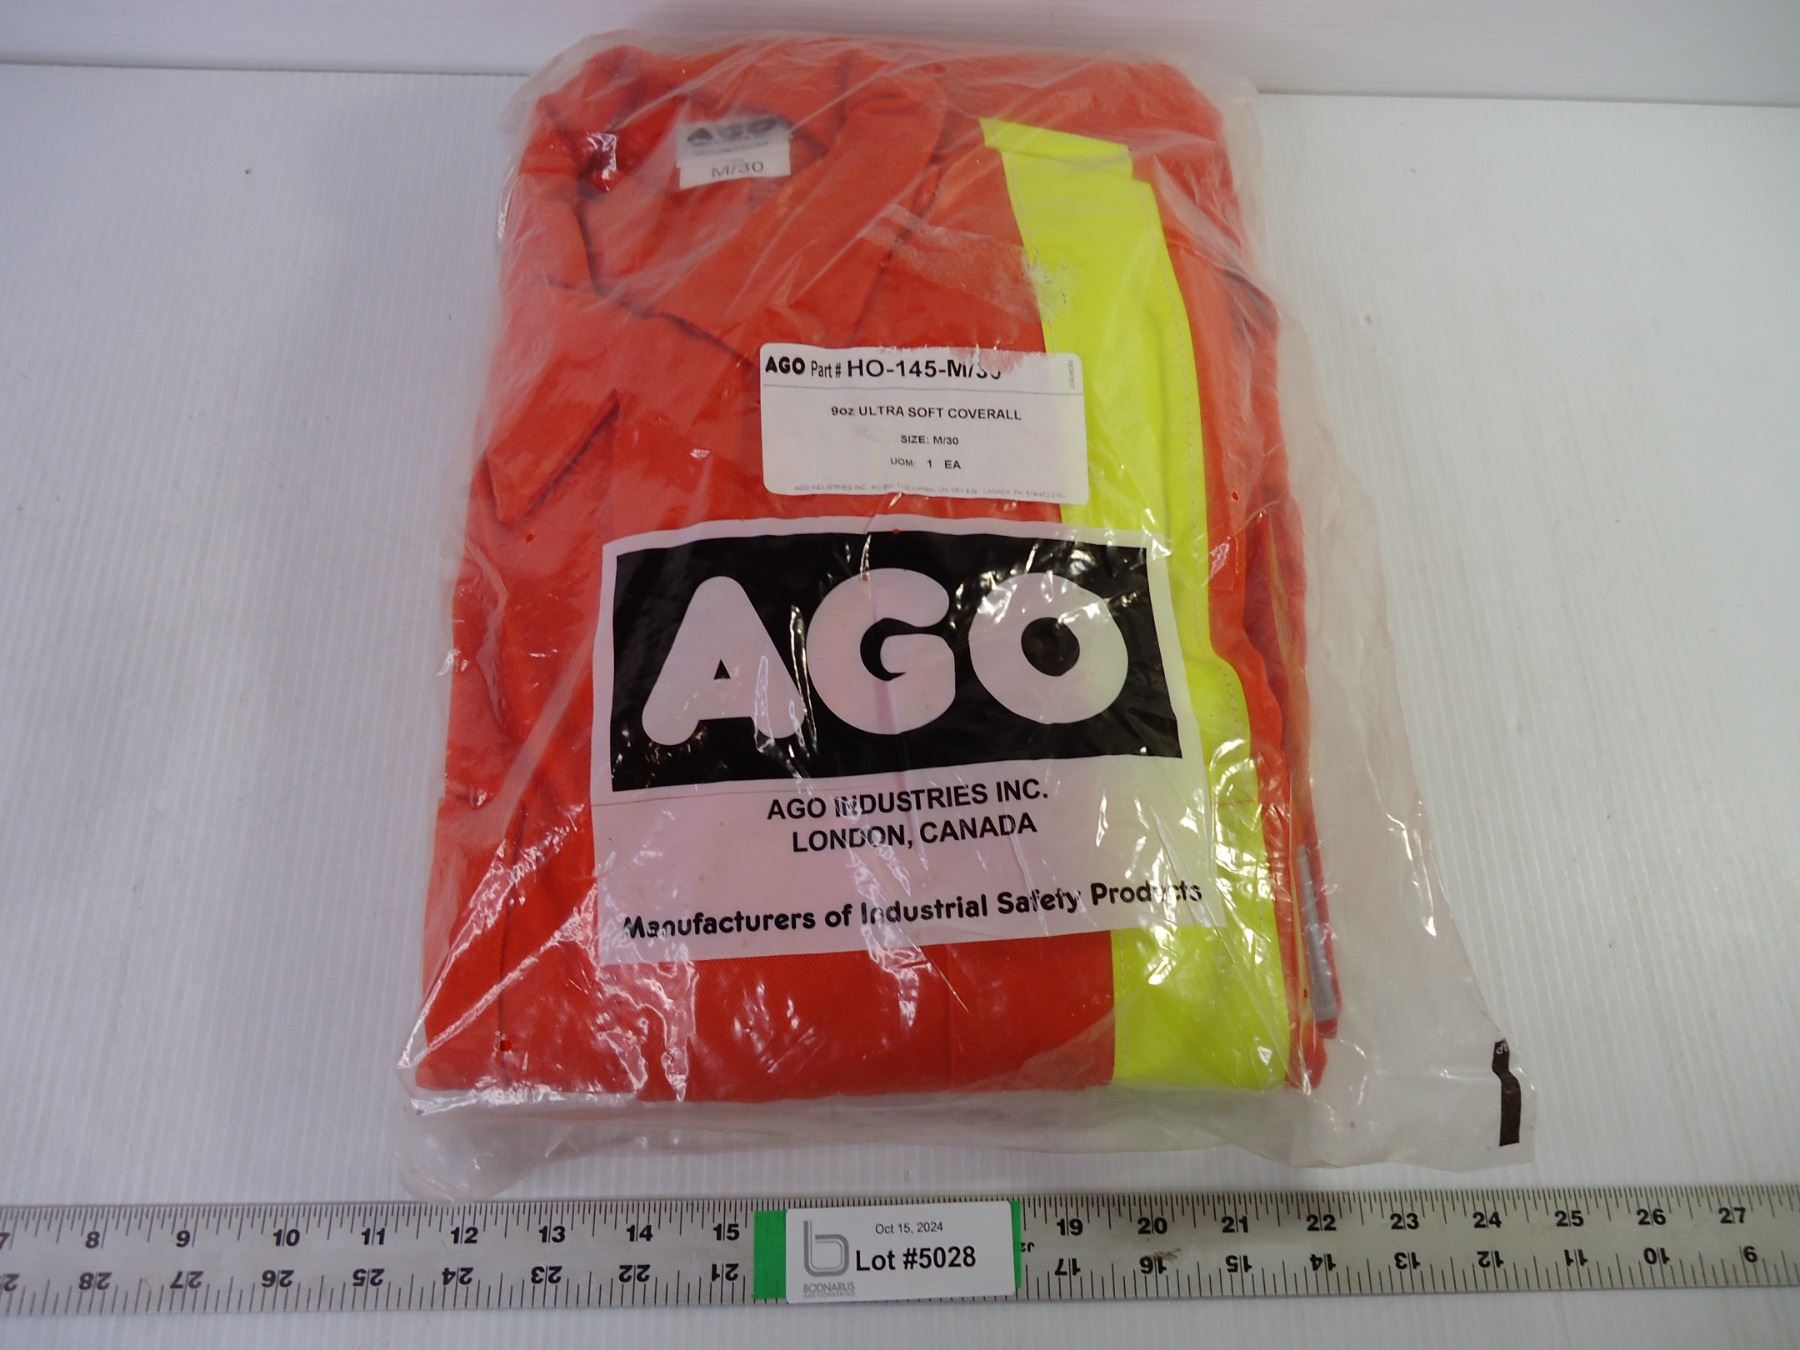 AGO
M/30
AGO Part # HO-145-M/30
9oz ULTRA SOFT COVERALL
SIZE: M/30
UOM: 1 EA
AGO
AGO INDUSTRIES INC.
LONDON, CANADA
Manufacturers of Industrial Safety Products
7 8 9 10 11 12 13 14 15 19 20 21 22 23 24 25 26 27
28 27 26 25 24 23 22 21 17 16 15 14 13 12 11 10 9
Oct 15, 2024
Lot #5028
BODNARUS
AUCTIONEERING